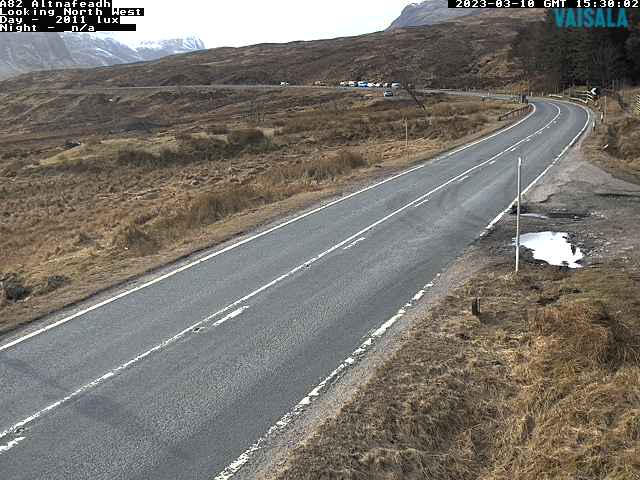 A82 Altnafeadh
Looking North West
Day - 2011 lux
Night - n/a
2023-03-10 GMT 15:30:02
VAISALA